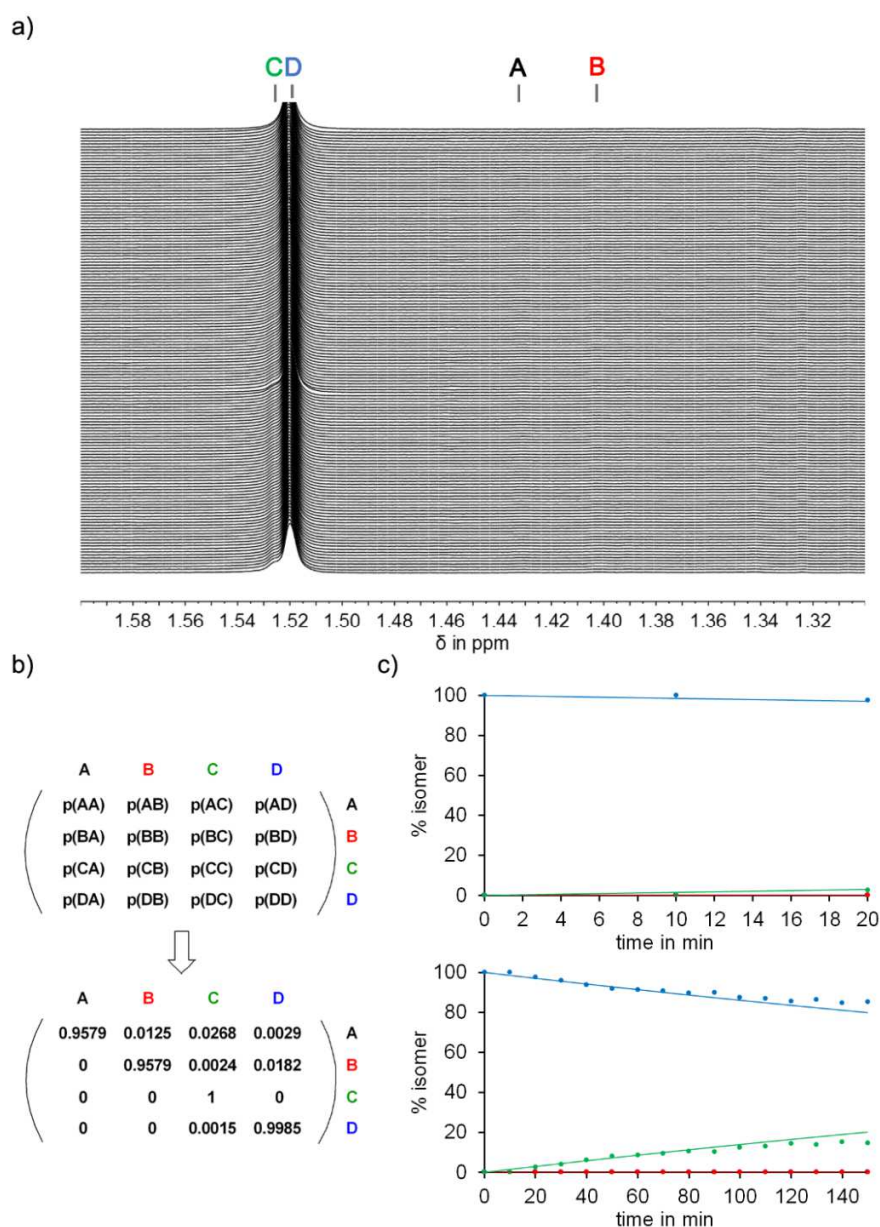 a)
C D A B
1.58 1.56 1.54 1.52 1.50 1.48 1.46 1.44 1.42 1.40 1.38 1.36 1.34 1.32
δ in ppm
b)
A B C D
p(AA) p(AB) p(AC) p(AD) A
p(BA) p(BB) p(BC) p(BD) B
p(CA) p(CB) p(CC) p(CD) C
p(DA) p(DB) p(DC) p(DD) D
A B C D
0.9579 0.0125 0.0268 0.0029 A
0 0.9579 0.0024 0.0182 B
0 0 1 0 C
0 0 0.0015 0.9985 D
c)
% isomer
100
80
60
40
20
0
0 2 4 6 8 10 12 14 16 18 20
time in min
% isomer
100
80
60
40
20
0
0 20 40 60 80 100 120 140
time in min